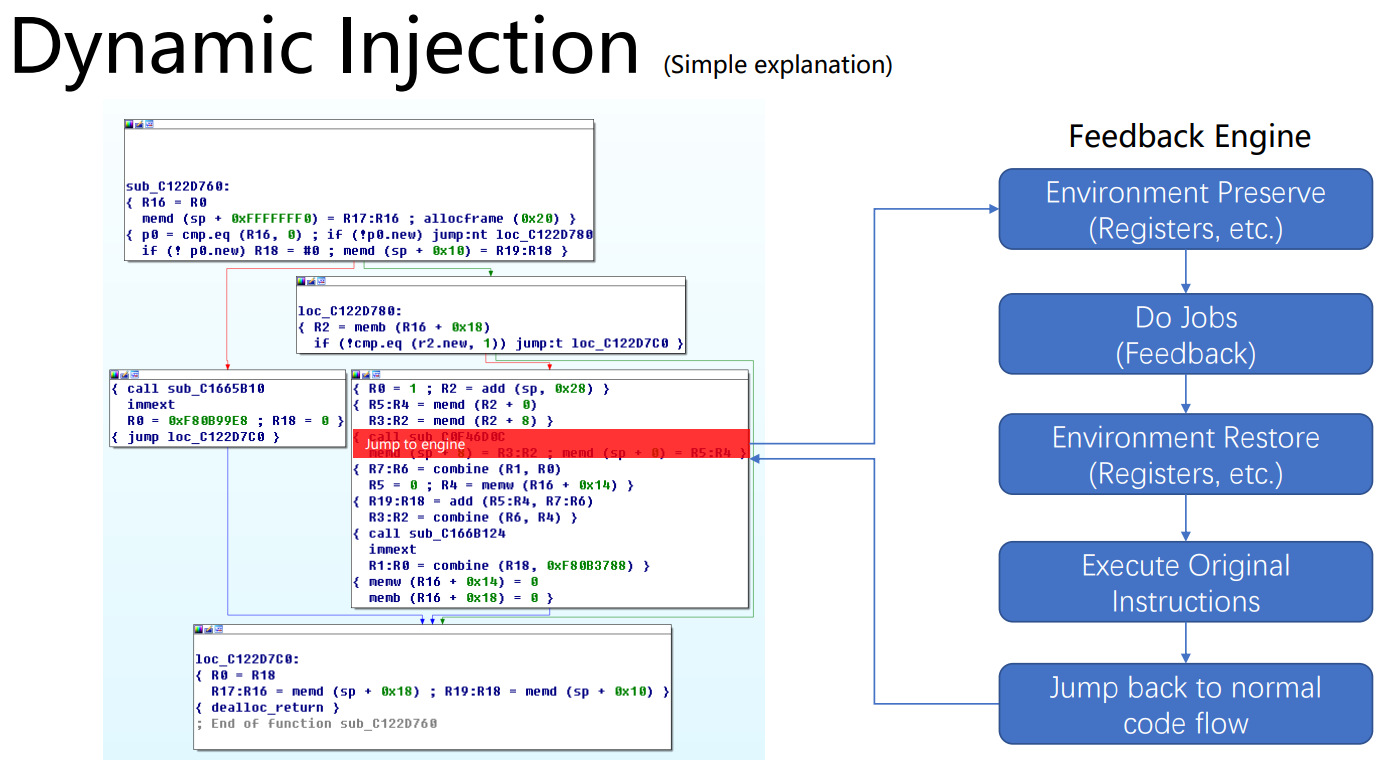 Dynamic Injection (Simple explanation)
sub_C122D760:
{ R16 = R0
memd (sp + 0xFFFFFFF0) = R17:R16 ; allocframe (0x20) }
{ p0 = cmp.eq (R16, 0) ; if (!p0.new) jump:nt loc_C122D780
if (! p0.new) R18 = #0 ; memd (sp + 0x10) = R19:R18 }
loc_C122D780:
{ R2 = memb (R16 + 0x18)
if (!cmp.eq (r2.new, 1)) jump:t loc_C122D7C0 }
{ call sub_C1665B10
immext
R0 = 0xF80B99E8 ; R18 = 0 }
{ jump loc_C122D7C0 }
{ R0 = 1 ; R2 = add (sp, 0x28) }
{ R5:R4 = memd (R2 + 0)
R3:R2 = memd (R2 + 8) }
{ call sub_C0F46D0C
Jump to engine
memd (sp + 8) = R3:R2 ; memd (sp + 0) = R5:R4 }
{ R7:R6 = combine (R1, R0)
R5 = 0 ; R4 = memw (R16 + 0x14) }
{ R19:R18 = add (R5:R4, R7:R6)
R3:R2 = combine (R6, R4) }
{ call sub_C166B124
immext
R1:R0 = combine (R18, 0xF80B3788) }
{ memw (R16 + 0x14) = 0
memb (R16 + 0x18) = 0 }
loc_C122D7C0:
{ R0 = R18
R17:R16 = memd (sp + 0x18) ; R19:R18 = memd (sp + 0x10) }
{ dealloc_return }
; End of function sub_C122D760
Feedback Engine
Environment Preserve
(Registers, etc.)
Do Jobs
(Feedback)
Environment Restore
(Registers, etc.)
Execute Original
Instructions
Jump back to normal
code flow